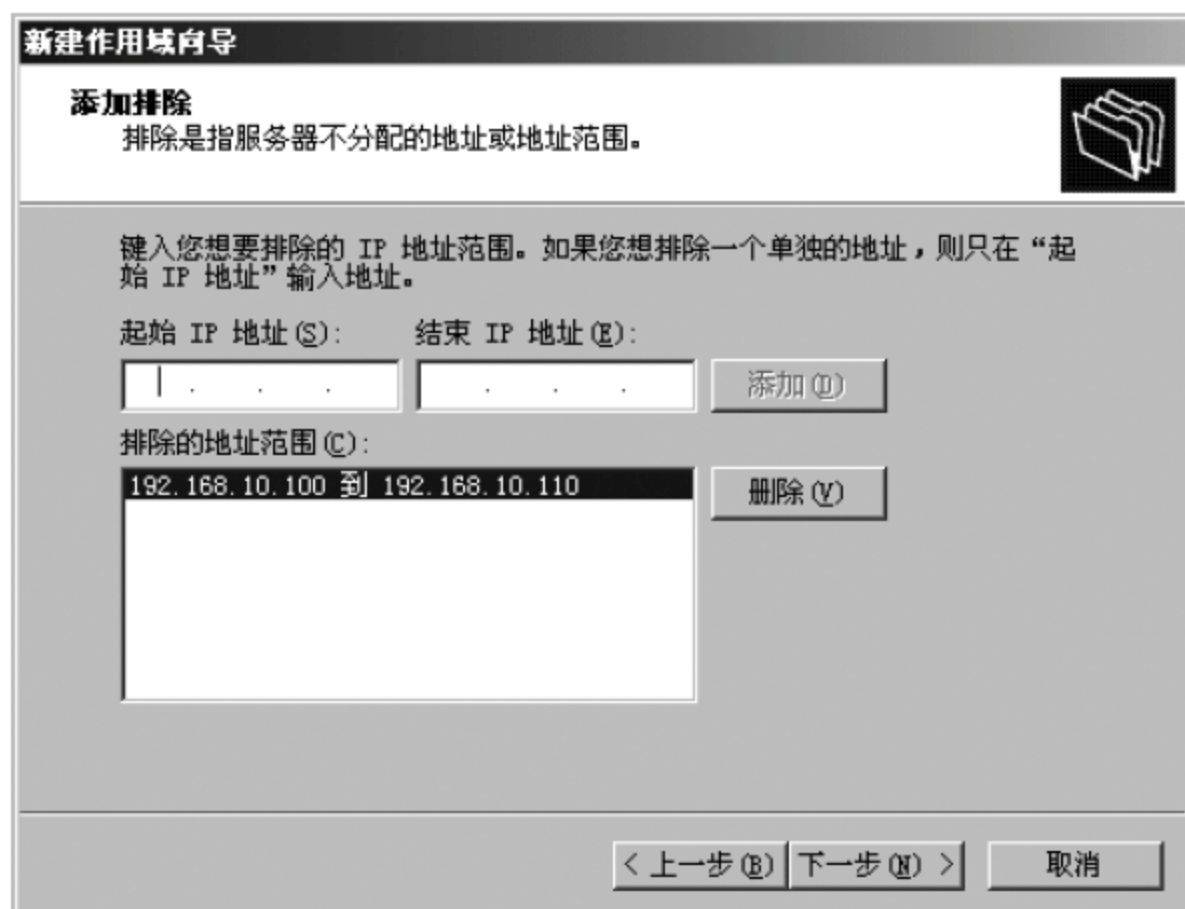 新建作用域向导
添加排除
排除是指服务器不分配的地址或地址范围。
键入您想要排除的 IP 地址范围。如果您想排除一个单独的地址，则只在“起
始 IP 地址”输入地址。
起始 IP 地址(S): 结束 IP 地址(E):
. . . . . . 添加(D)
排除的地址范围(C):
192.168.10.100 到 192.168.10.110 删除(V)
< 上一步(B) 下一步(N) > 取消